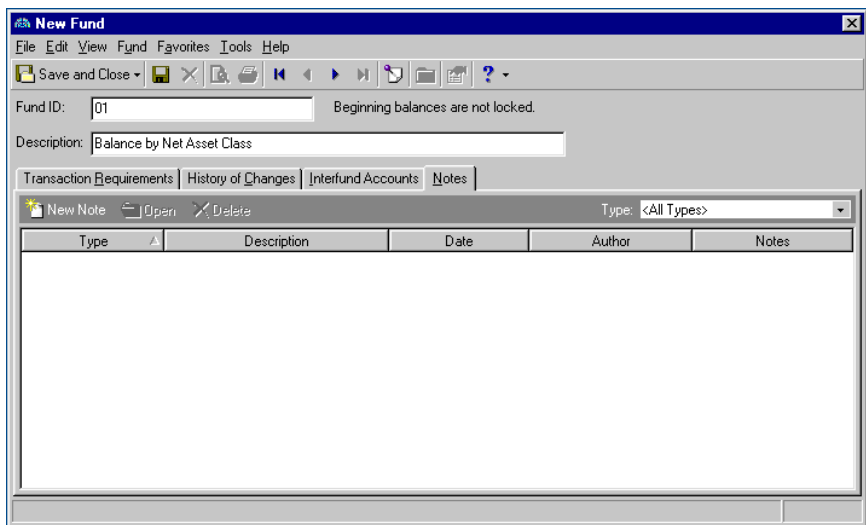 New Fund
File Edit View Fund Favorites Tools Help
Save and Close ?
Fund ID: 01 Beginning balances are not locked.
Description: Balance by Net Asset Class
Transaction Requirements History of Changes Interfund Accounts Notes
New Note Open Delete Type: <All Types>
Type Description Date Author Notes